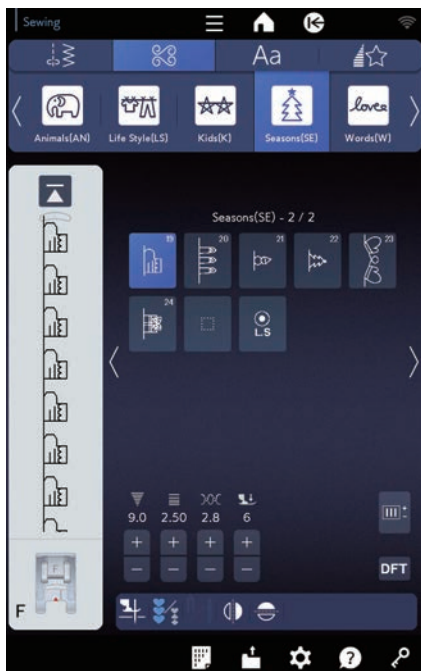 Sewing
Aa
Animals(AN) Life Style(LS) Kids(K) Seasons(SE) Words(W)
Seasons(SE) - 2 / 2
19 20 21 22 23
24 L.S
9.0 2.50 2.8 6
+ + +
− − −
DFT
F